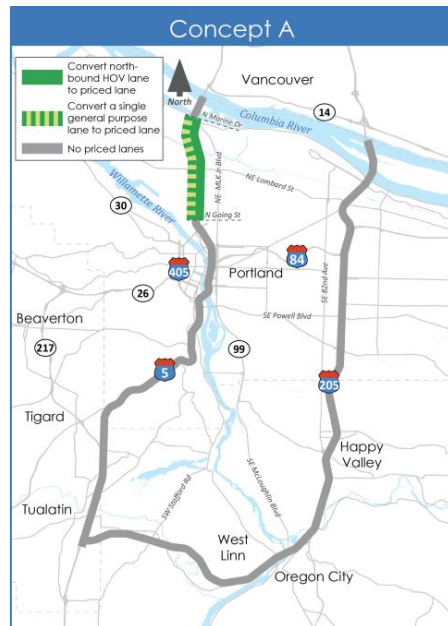 Concept A
Convert north-
bound HOV lane
to priced lane
Convert a single
general purpose
lane to priced lane
No priced lanes
North
Vancouver
14
N Marine Dr
Columbia River
NE MLK Jr Blvd
NE Lombard St
Willamette River
30
N Going St
405
Portland
84
26
SE 82nd Ave
Beaverton
SE Powell Blvd
217
99
5
205
Tigard
Happy
Valley
SW Stafford Rd
SE McLoughlin Blvd
Tualatin
West
Linn
Oregon City